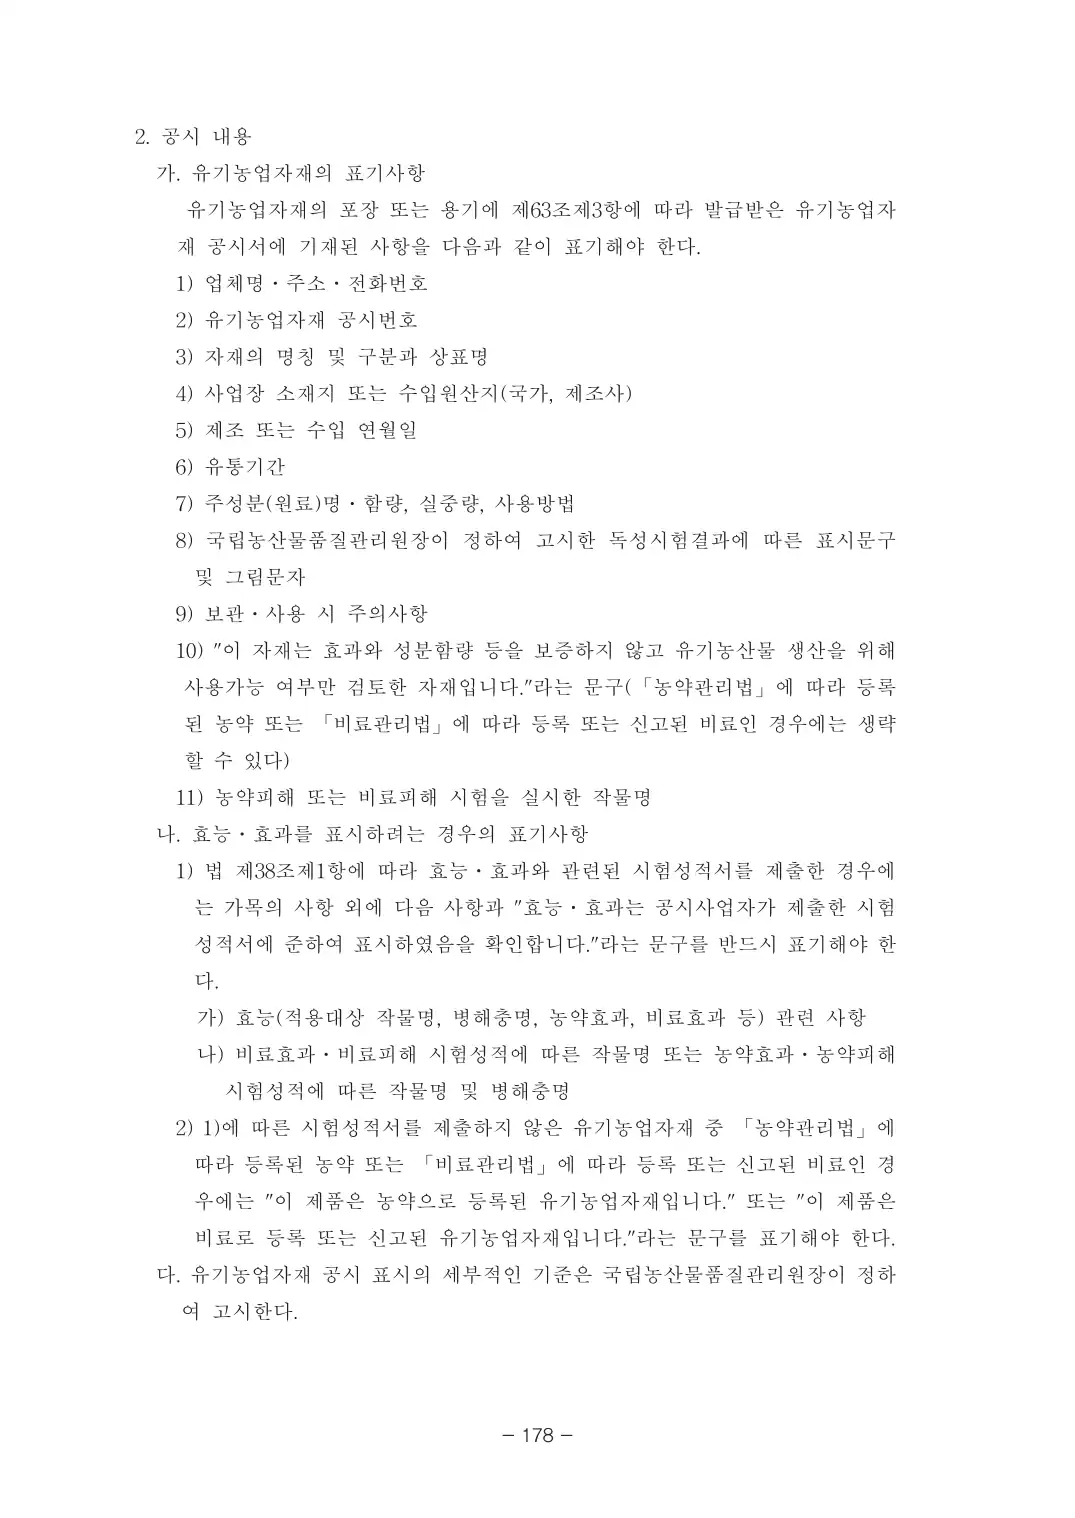 2. 공시 내용
가. 유기농업자재의 표기사항
유기농업자재의 포장 또는 용기에 제63조제3항에 따라 발급받은 유기농업자
재 공시서에 기재된 사항을 다음과 같이 표기해야 한다.
1) 업체명·주소·전화번호
2) 유기농업자재 공시번호
3) 자재의 명칭 및 구분과 상표명
4) 사업장 소재지 또는 수입원산지(국가, 제조사)
5) 제조 또는 수입 연월일
6) 유통기간
7) 주성분(원료)명·함량, 실중량, 사용방법
8) 국립농산물품질관리원장이 정하여 고시한 독성시험결과에 따른 표시문구
및 그림문자
9) 보관·사용 시 주의사항
10) "이 자재는 효과와 성분함량 등을 보증하지 않고 유기농산물 생산을 위해
사용가능 여부만 검토한 자재입니다."라는 문구(「농약관리법」에 따라 등록
된 농약 또는 「비료관리법」에 따라 등록 또는 신고된 비료인 경우에는 생략
할 수 있다)
11) 농약피해 또는 비료피해 시험을 실시한 작물명
나. 효능·효과를 표시하려는 경우의 표기사항
1) 법 제38조제1항에 따라 효능·효과와 관련된 시험성적서를 제출한 경우에
는 가목의 사항 외에 다음 사항과 "효능·효과는 공시사업자가 제출한 시험
성적서에 준하여 표시하였음을 확인합니다."라는 문구를 반드시 표기해야 한
다.
가) 효능(적용대상 작물명, 병해충명, 농약효과, 비료효과 등) 관련 사항
나) 비료효과·비료피해 시험성적에 따른 작물명 또는 농약효과·농약피해
시험성적에 따른 작물명 및 병해충명
2) 1)에 따른 시험성적서를 제출하지 않은 유기농업자재 중 「농약관리법」에
따라 등록된 농약 또는 「비료관리법」에 따라 등록 또는 신고된 비료인 경
우에는 "이 제품은 농약으로 등록된 유기농업자재입니다." 또는 "이 제품은
비료로 등록 또는 신고된 유기농업자재입니다."라는 문구를 표기해야 한다.
다. 유기농업자재 공시 표시의 세부적인 기준은 국립농산물품질관리원장이 정하
여 고시한다.
- 178 -